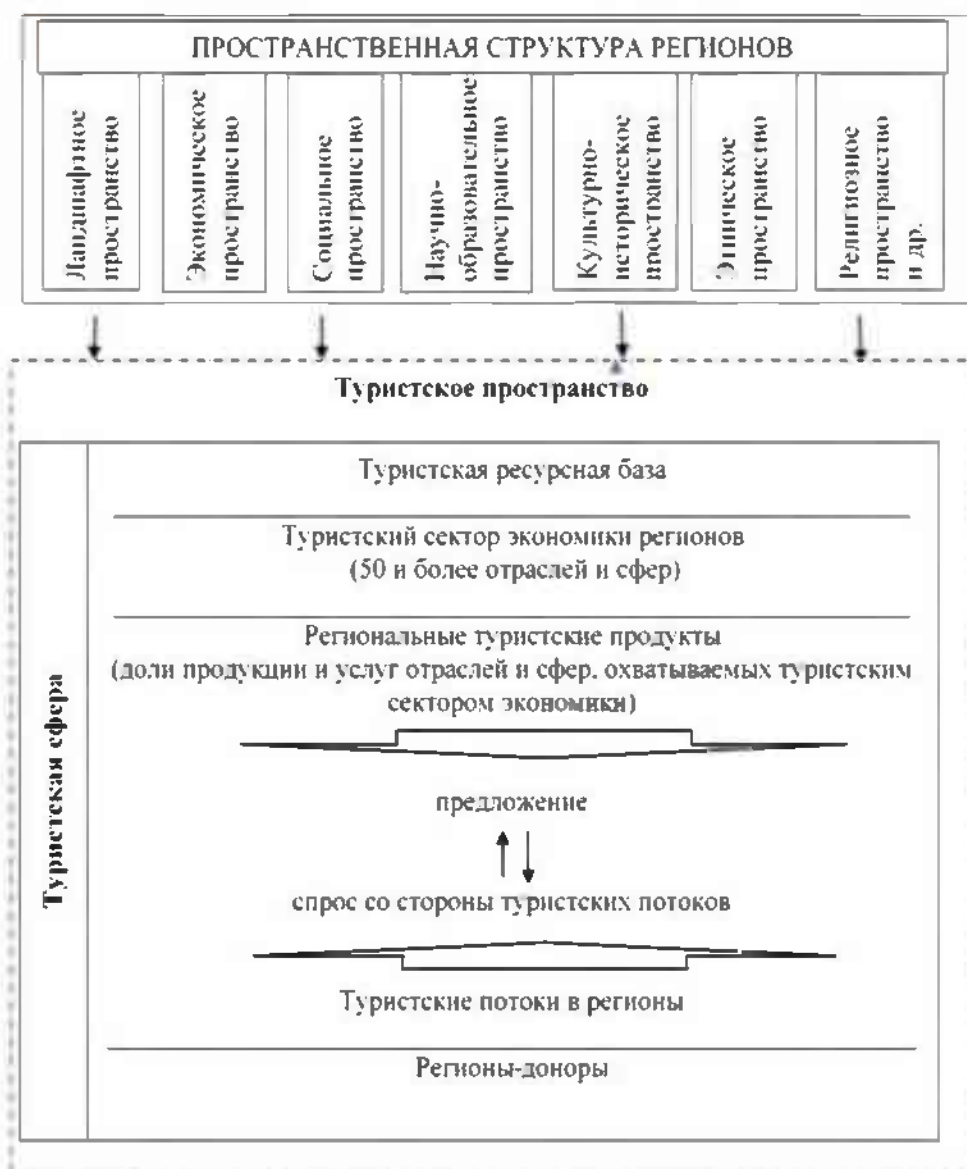 ПРОСТРАНСТВЕННАЯ СТРУКТУРА РЕГИОНОВ
Ландшафтное
пространство
Экономическое
пространство
Социальное
пространство
Научно-
образовательное
пространство
Культурно-
историческое
пространство
Этническое
пространство
Религиозное
пространство
и др.
Туристское пространство
Туристская сфера
Туристская ресурсная база
Туристский сектор экономики регионов
(50 и более отраслей и сфер)
Региональные туристские продукты
(доли продукции и услуг отраслей и сфер, охватываемых туристским
сектором экономики)
предложение
спрос со стороны туристских потоков
Туристские потоки в регионы
Регионы-доноры